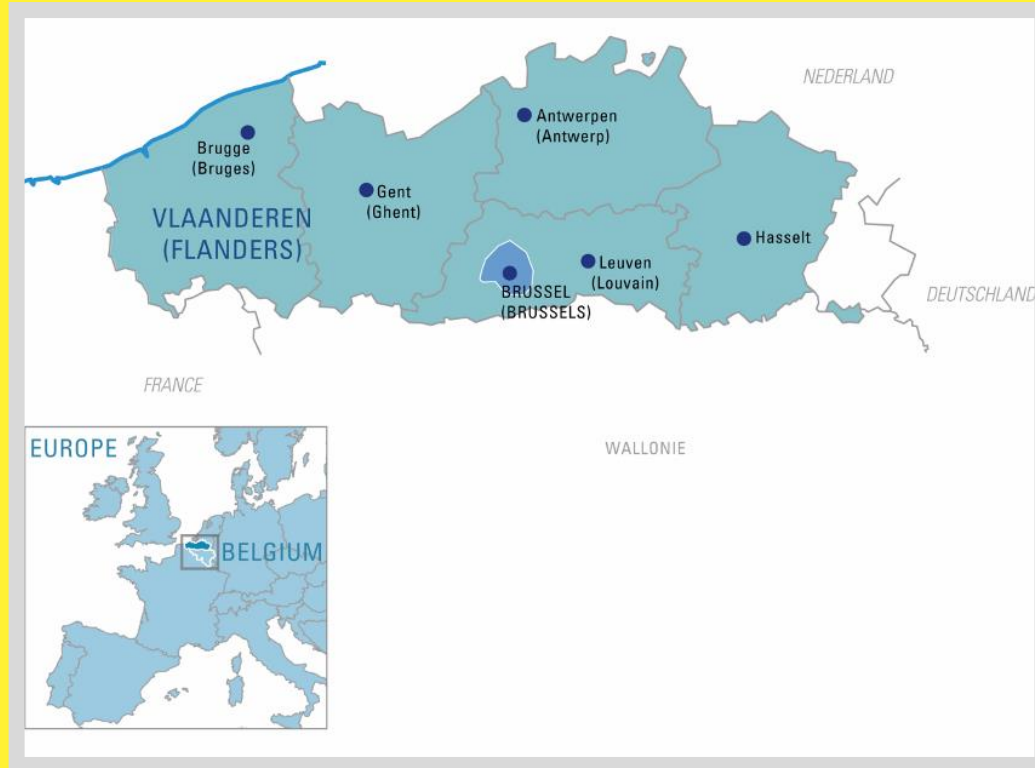 NEDERLAND
Antwerpen
(Antwerp)
Brugge
(Bruges)
Gent
(Ghent)
VLAANDEREN
(FLANDERS)
Hasselt
Leuven
(Louvain)
BRUSSEL
(BRUSSELS)
DEUTSCHLAND
FRANCE
WALLONIE
EUROPE
BELGIUM